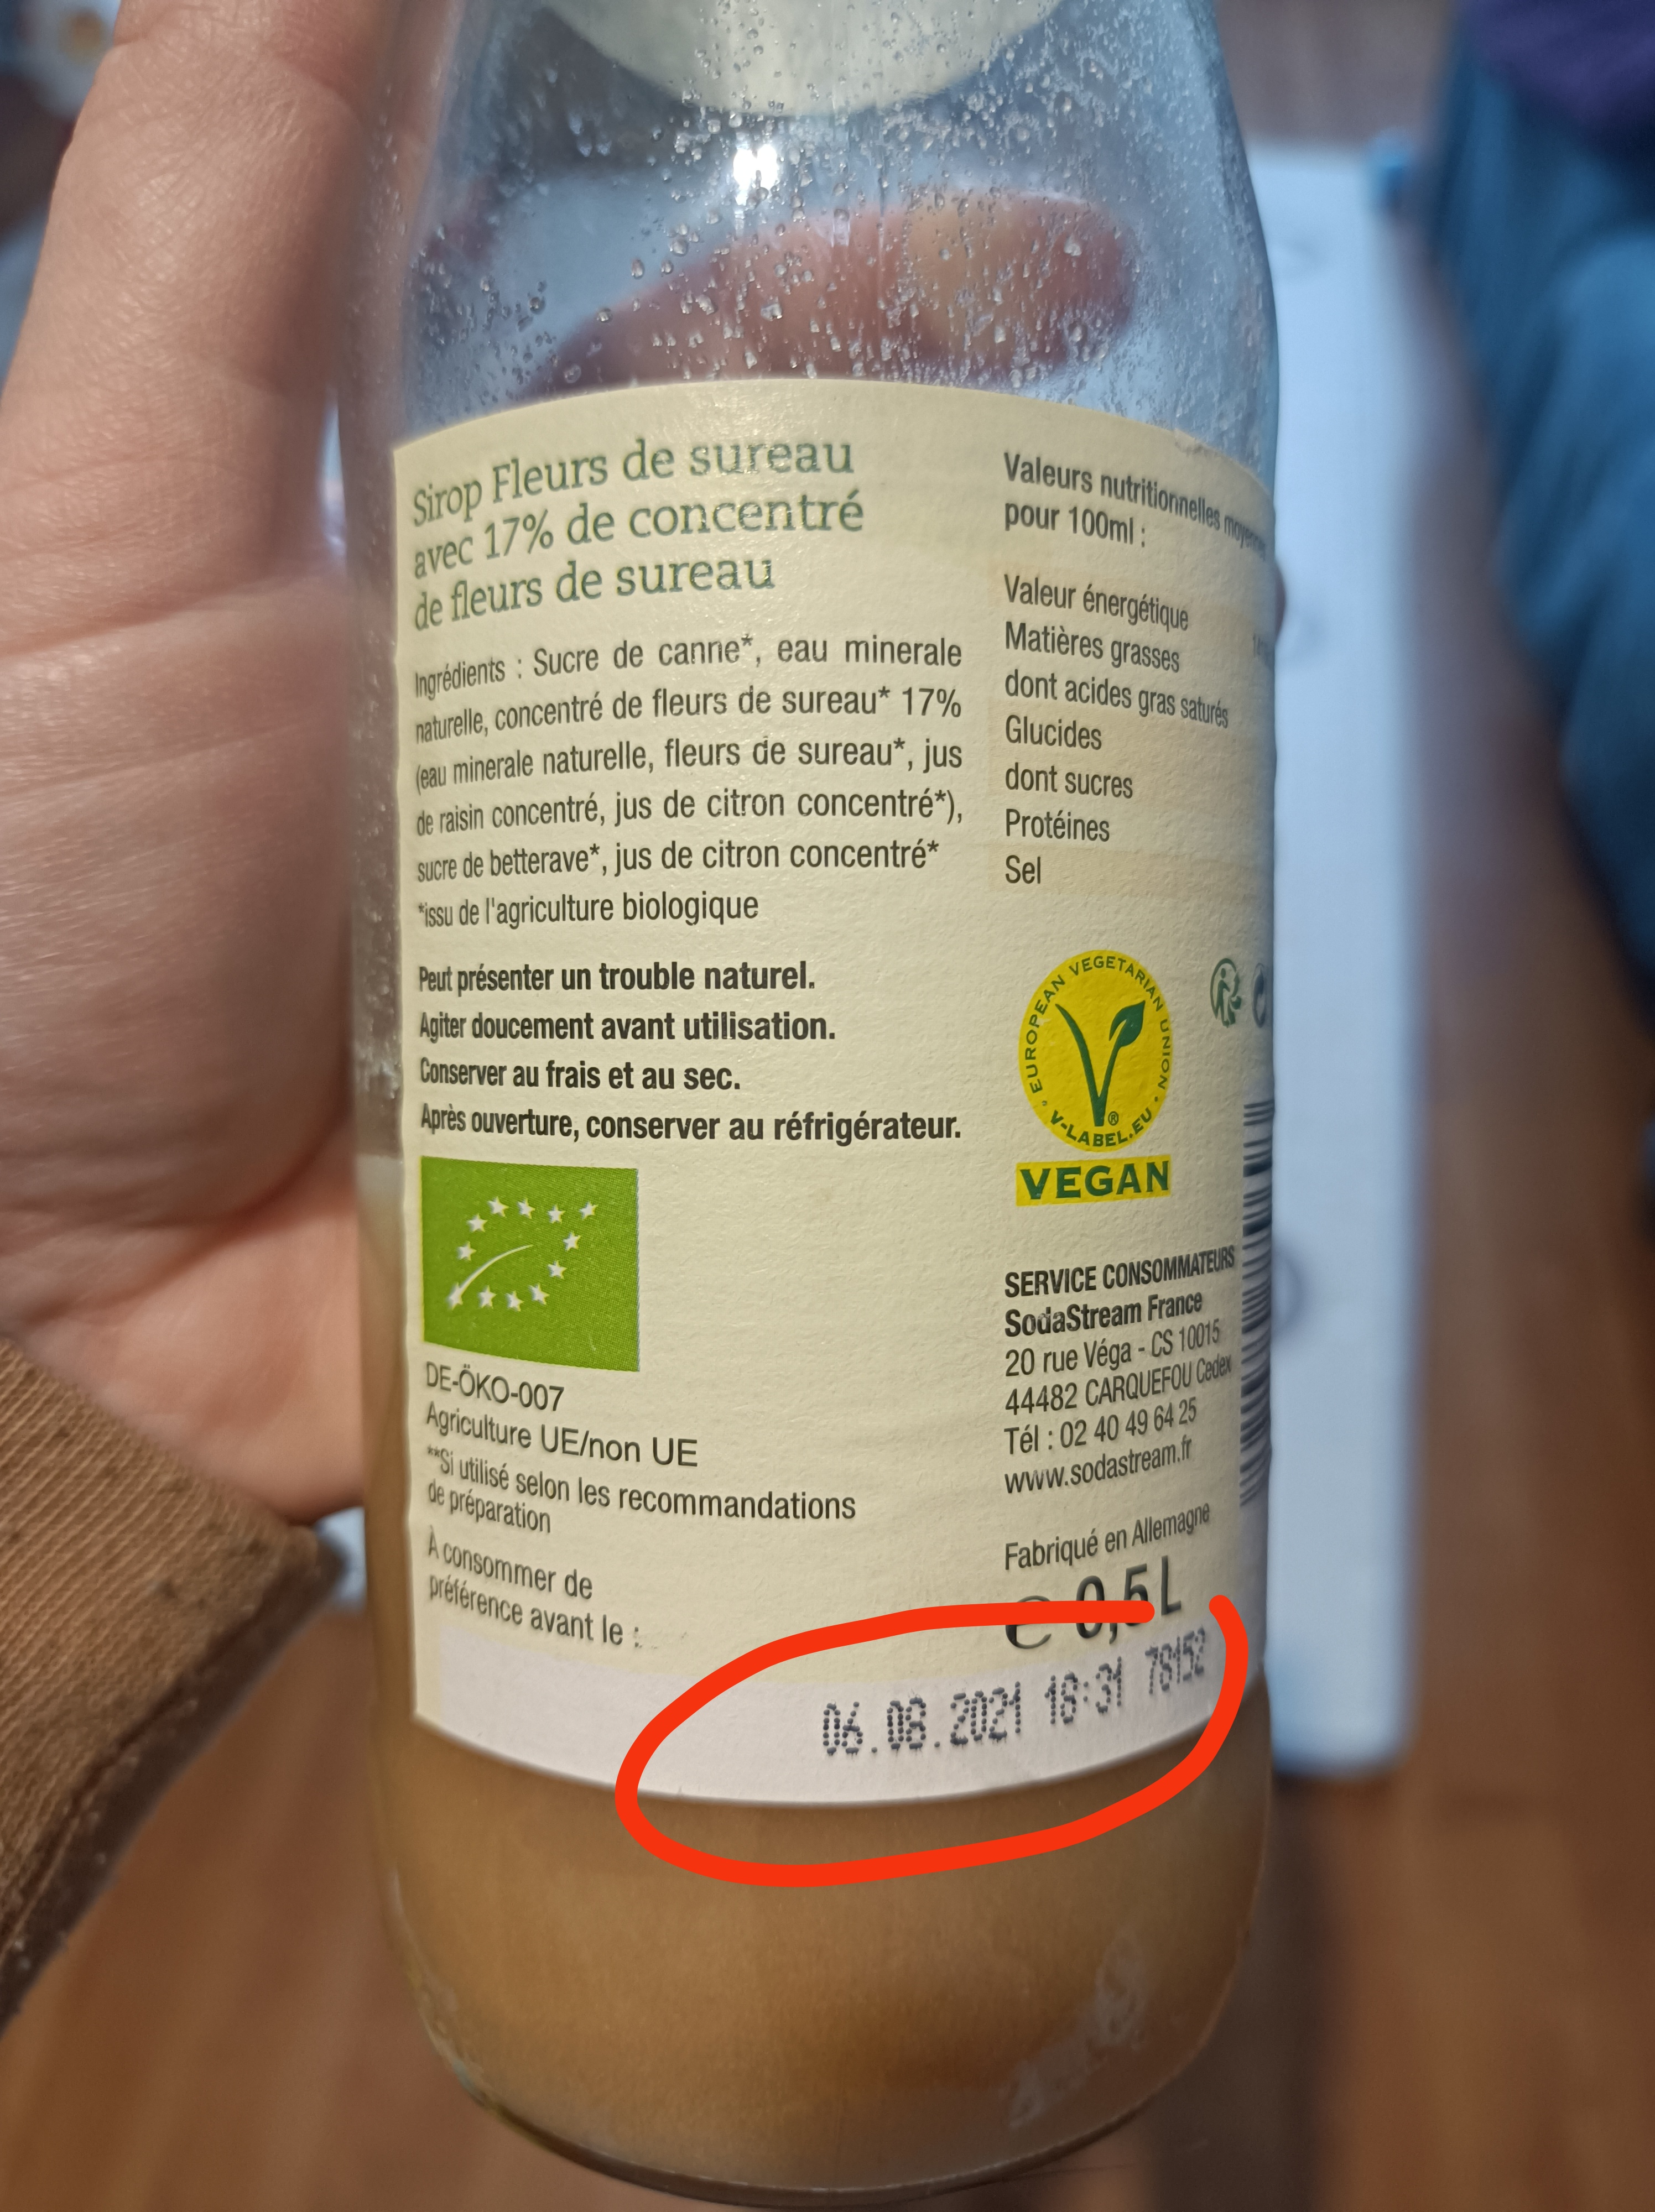 Sirop Fleurs de sureau
avec 17% de concentré
de fleurs de sureau
Ingrédients : Sucre de canne*, eau minerale
naturelle, concentré de fleurs de sureau* 17%
(eau minerale naturelle, fleurs de sureau*, jus
de raisin concentré, jus de citron concentré*),
sucre de betterave*, jus de citron concentré*
*issu de l'agriculture biologique
Peut présenter un trouble naturel.
Agiter doucement avant utilisation.
Conserver au frais et au sec.
Après ouverture, conserver au réfrigérateur.
DE-ÖKO-007
Agriculture UE/non UE
**Si utilisé selon les recommandations
de préparation
À consommer de
préférence avant le :
Valeurs nutritionnelles
pour 100ml :
Valeur énergétique
Matières grasses
dont acides gras saturés
Glucides
dont sucres
Protéines
Sel
EUROPEAN VEGETARIAN UNION
V-LABEL.EU
®
VEGAN
SERVICE CONSOMMATEURS
SodaStream France
20 rue Véga - CS 10015
44482 CARQUEFOU Cedex
Tél : 02 40 49 64 25
www.sodastream.fr
Fabriqué en Allemagne
e 0,5L
06.08.2021 18:31 78152